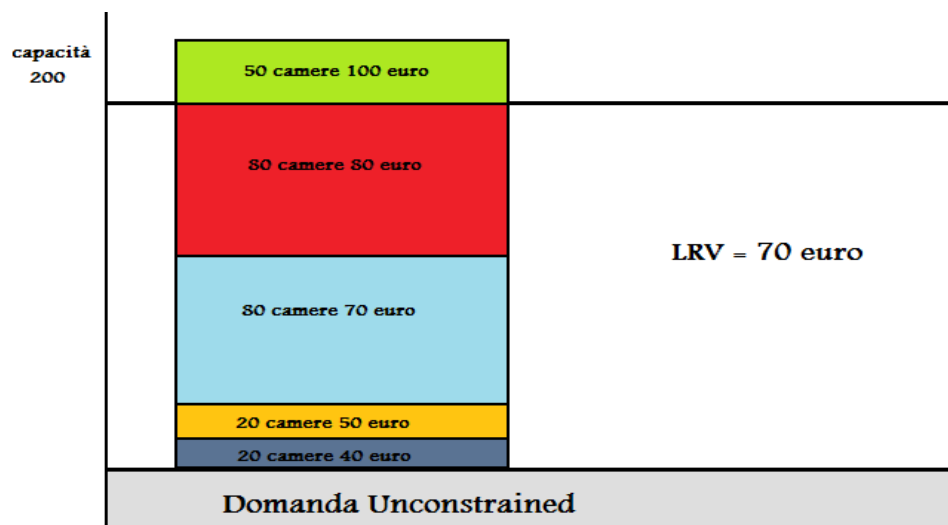 capacità
200
50 camere 100 euro
80 camere 80 euro
LRV = 70 euro
80 camere 70 euro
20 camere 50 euro
20 camere 40 euro
Domanda Unconstrained